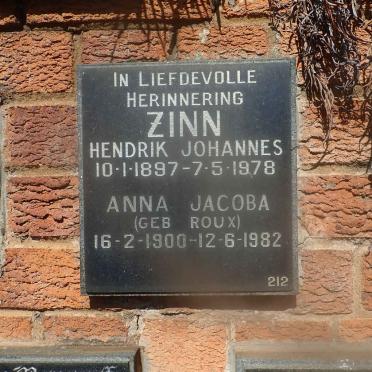 IN LIEFDEVOLLE
HERINNERING
ZINN
HENDRIK JOHANNES
10-1-1897-7-5-1978
ANNA JACOBA
(GEB ROUX)
16-2-1900-12-6-1982
212